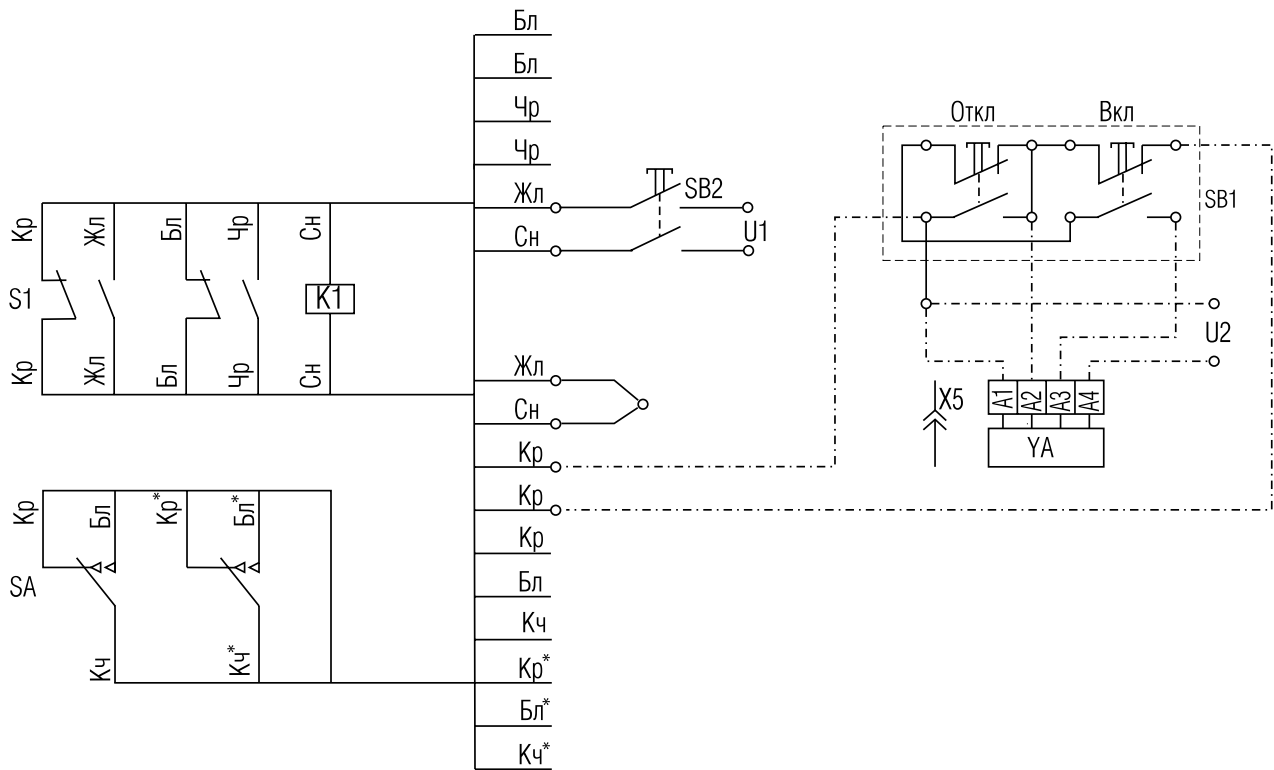 Бл
Бл
Чр
Чр
Жл
Сн
SB2
U1
Откл
Вкл
SB1
Кр
Жл
Бл
Чр
Сн
S1
K1
Кр
Жл
Бл
Чр
Сн
U2
Жл
Сн
Кр
Кр
Кр
Бл
Кч
Кр*
Бл*
Кч*
X5
A1
A2
A3
A4
YA
Кр
Бл
Кр*
Бл*
SA
Кч
Кч*